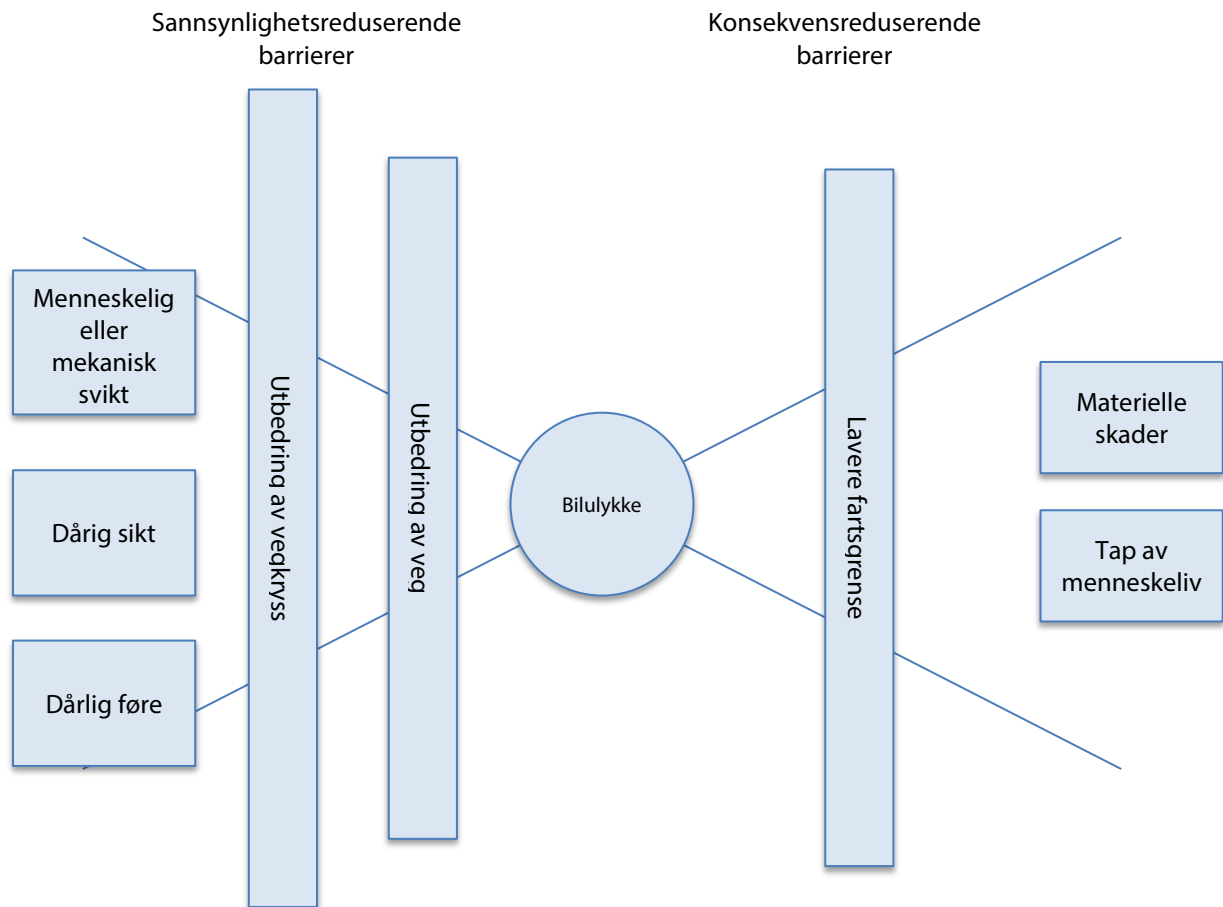 Sannsynlighetsreduserende
barrierer
Konsekvensreduserende
barrierer
Menneskelig
eller
mekanisk
svikt
Dårig sikt
Dårlig føre
Utbedring av vegkryss
Utbedring av veg
Bilulykke
Lavere fartsgrense
Materielle
skader
Tap av
menneskeliv